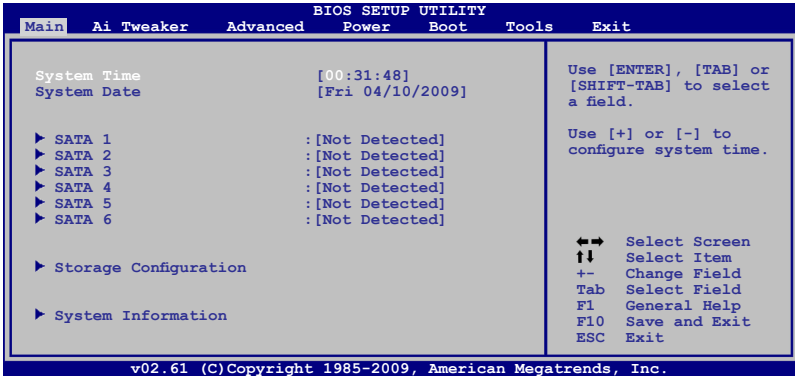 BIOS SETUP UTILITY
Main Ai Tweaker Advanced Power Boot Tools Exit
System Time [00:31:48]
System Date [Fri 04/10/2009]
SATA 1 :[Not Detected]
SATA 2 :[Not Detected]
SATA 3 :[Not Detected]
SATA 4 :[Not Detected]
SATA 5 :[Not Detected]
SATA 6 :[Not Detected]
Storage Configuration
System Information
Use [ENTER], [TAB] or
[SHIFT-TAB] to select
a field.
Use [+] or [-] to
configure system time.
←→ Select Screen
↑↓ Select Item
+- Change Field
Tab Select Field
F1 General Help
F10 Save and Exit
ESC Exit
v02.61 (C)Copyright 1985-2009, American Megatrends, Inc.